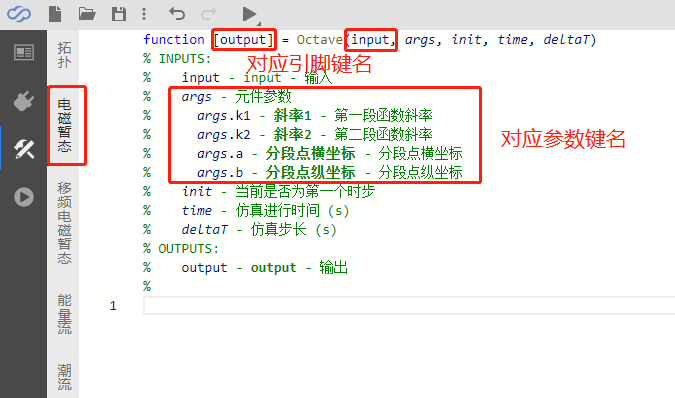 拓扑
电磁暂态
移频电磁暂态
能量流
潮流
function [output] = Octave(input, args, init, time, deltaT)
% INPUTS:
对应引脚键名
% input - input - 输入
% args - 元件参数
% args.k1 - 斜率1 - 第一段函数斜率
% args.k2 - 斜率2 - 第二段函数斜率
对应参数键名
% args.a - 分段点横坐标 - 分段点横坐标
% args.b - 分段点纵坐标 - 分段点纵坐标
% init - 当前是否为第一个时步
% time - 仿真进行时间 (s)
% deltaT - 仿真步长 (s)
% OUTPUTS:
% output - output - 输出
%
1